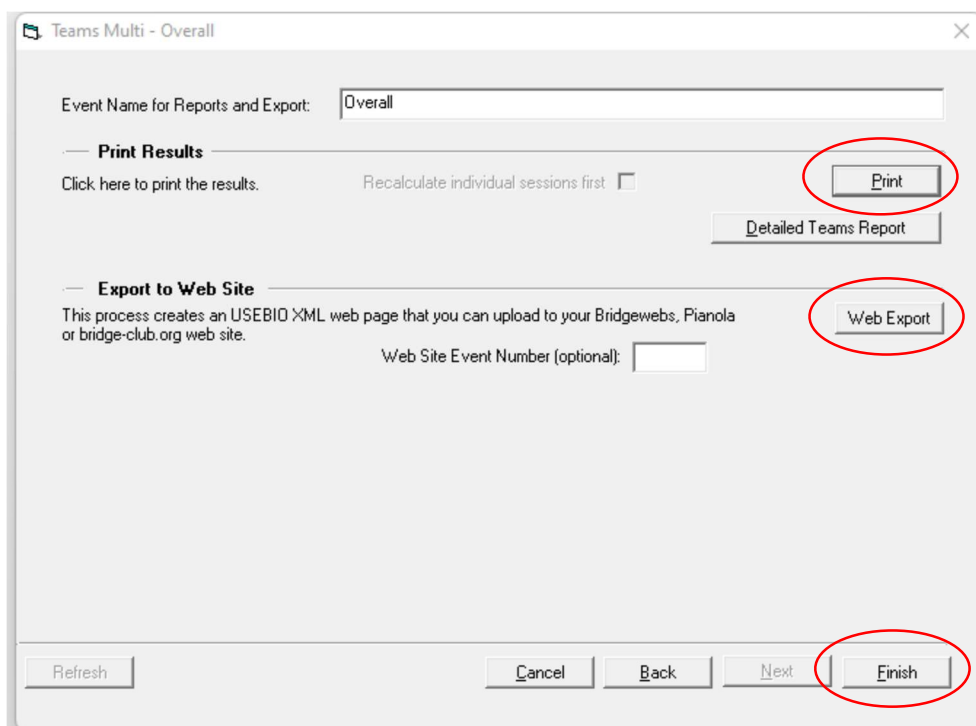 Teams Multi - Overall
Event Name for Reports and Export: Overall
Print Results
Click here to print the results. Recalculate individual sessions first Print
Detailed Teams Report
Export to Web Site
This process creates an USEBIO XML web page that you can upload to your Bridgewebs, Pianola Web Export
or bridge-club.org web site.
Web Site Event Number (optional):
Refresh Cancel Back Next Finish